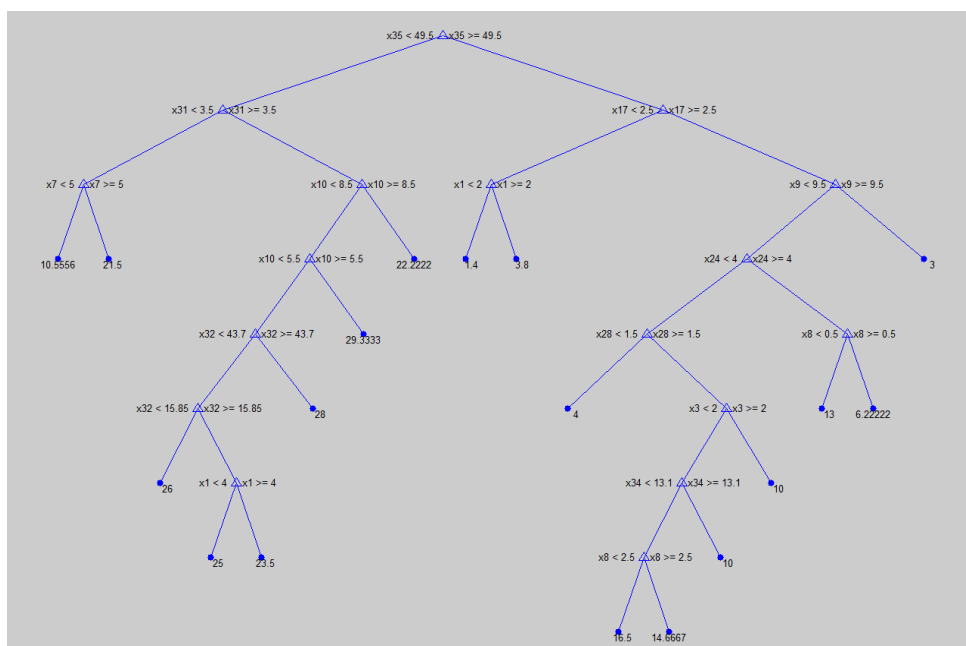 x35 < 49.5 x35 >= 49.5
x31 < 3.5 x31 >= 3.5
x17 < 2.5 x17 >= 2.5
x7 < 5 x7 >= 5
x10 < 8.5 x10 >= 8.5
x1 < 2 x1 >= 2
x9 < 9.5 x9 >= 9.5
10.5556
21.5
x10 < 5.5 x10 >= 5.5
22.2222
1.4
3.8
x24 < 4 x24 >= 4
3
x32 < 43.7 x32 >= 43.7
29.3333
x28 < 1.5 x28 >= 1.5
x8 < 0.5 x8 >= 0.5
x32 < 15.85 x32 >= 15.85
28
4
x3 < 2 x3 >= 2
13
6.22222
26
x1 < 4 x1 >= 4
x34 < 13.1 x34 >= 13.1
10
25
23.5
x8 < 2.5 x8 >= 2.5
10
16.5
14.6667